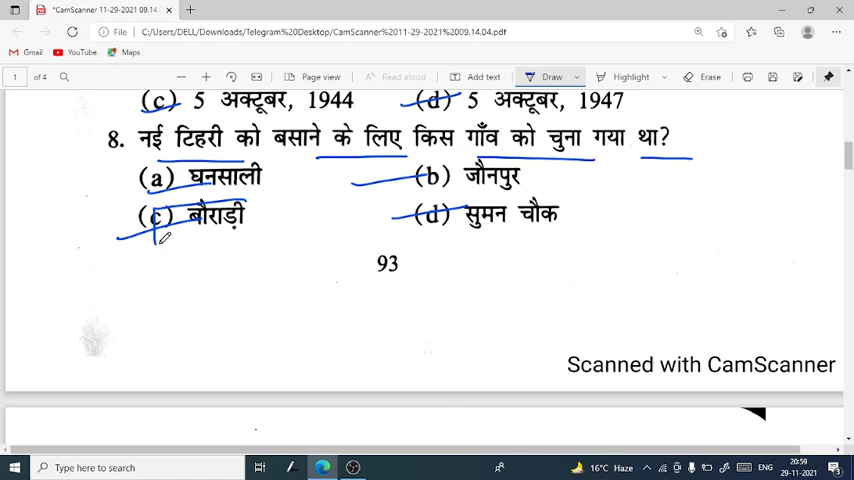 CamScanner 11-29-2021 09.14
C:/Users/DELL/Downloads/Telegram%20Desktop/CamScanner%2011-29-2021%2009.14.04.pdf
Gmail YouTube Maps
1 of 4 Page view Read aloud Add text Draw Highlight Erase
(c) 5 अक्टूबर, 1944 (d) 5 अक्टूबर, 1947
8. नई टिहरी को बसाने के लिए किस गाँव को चुना गया था?
(a) घनसाली (b) जौनपुर
(c) बौराड़ी (d) सुमन चौक
93
Scanned with CamScanner
Type here to search 16°C Haze ENG 20:59
29-11-2021